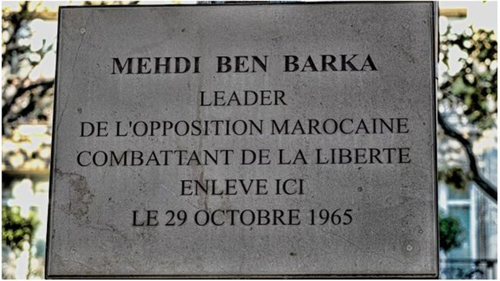 MEHDI BEN BARKA
LEADER
DE L'OPPOSITION MAROCAINE
COMBATTANT DE LA LIBERTE
ENLEVE ICI
LE 29 OCTOBRE 1965